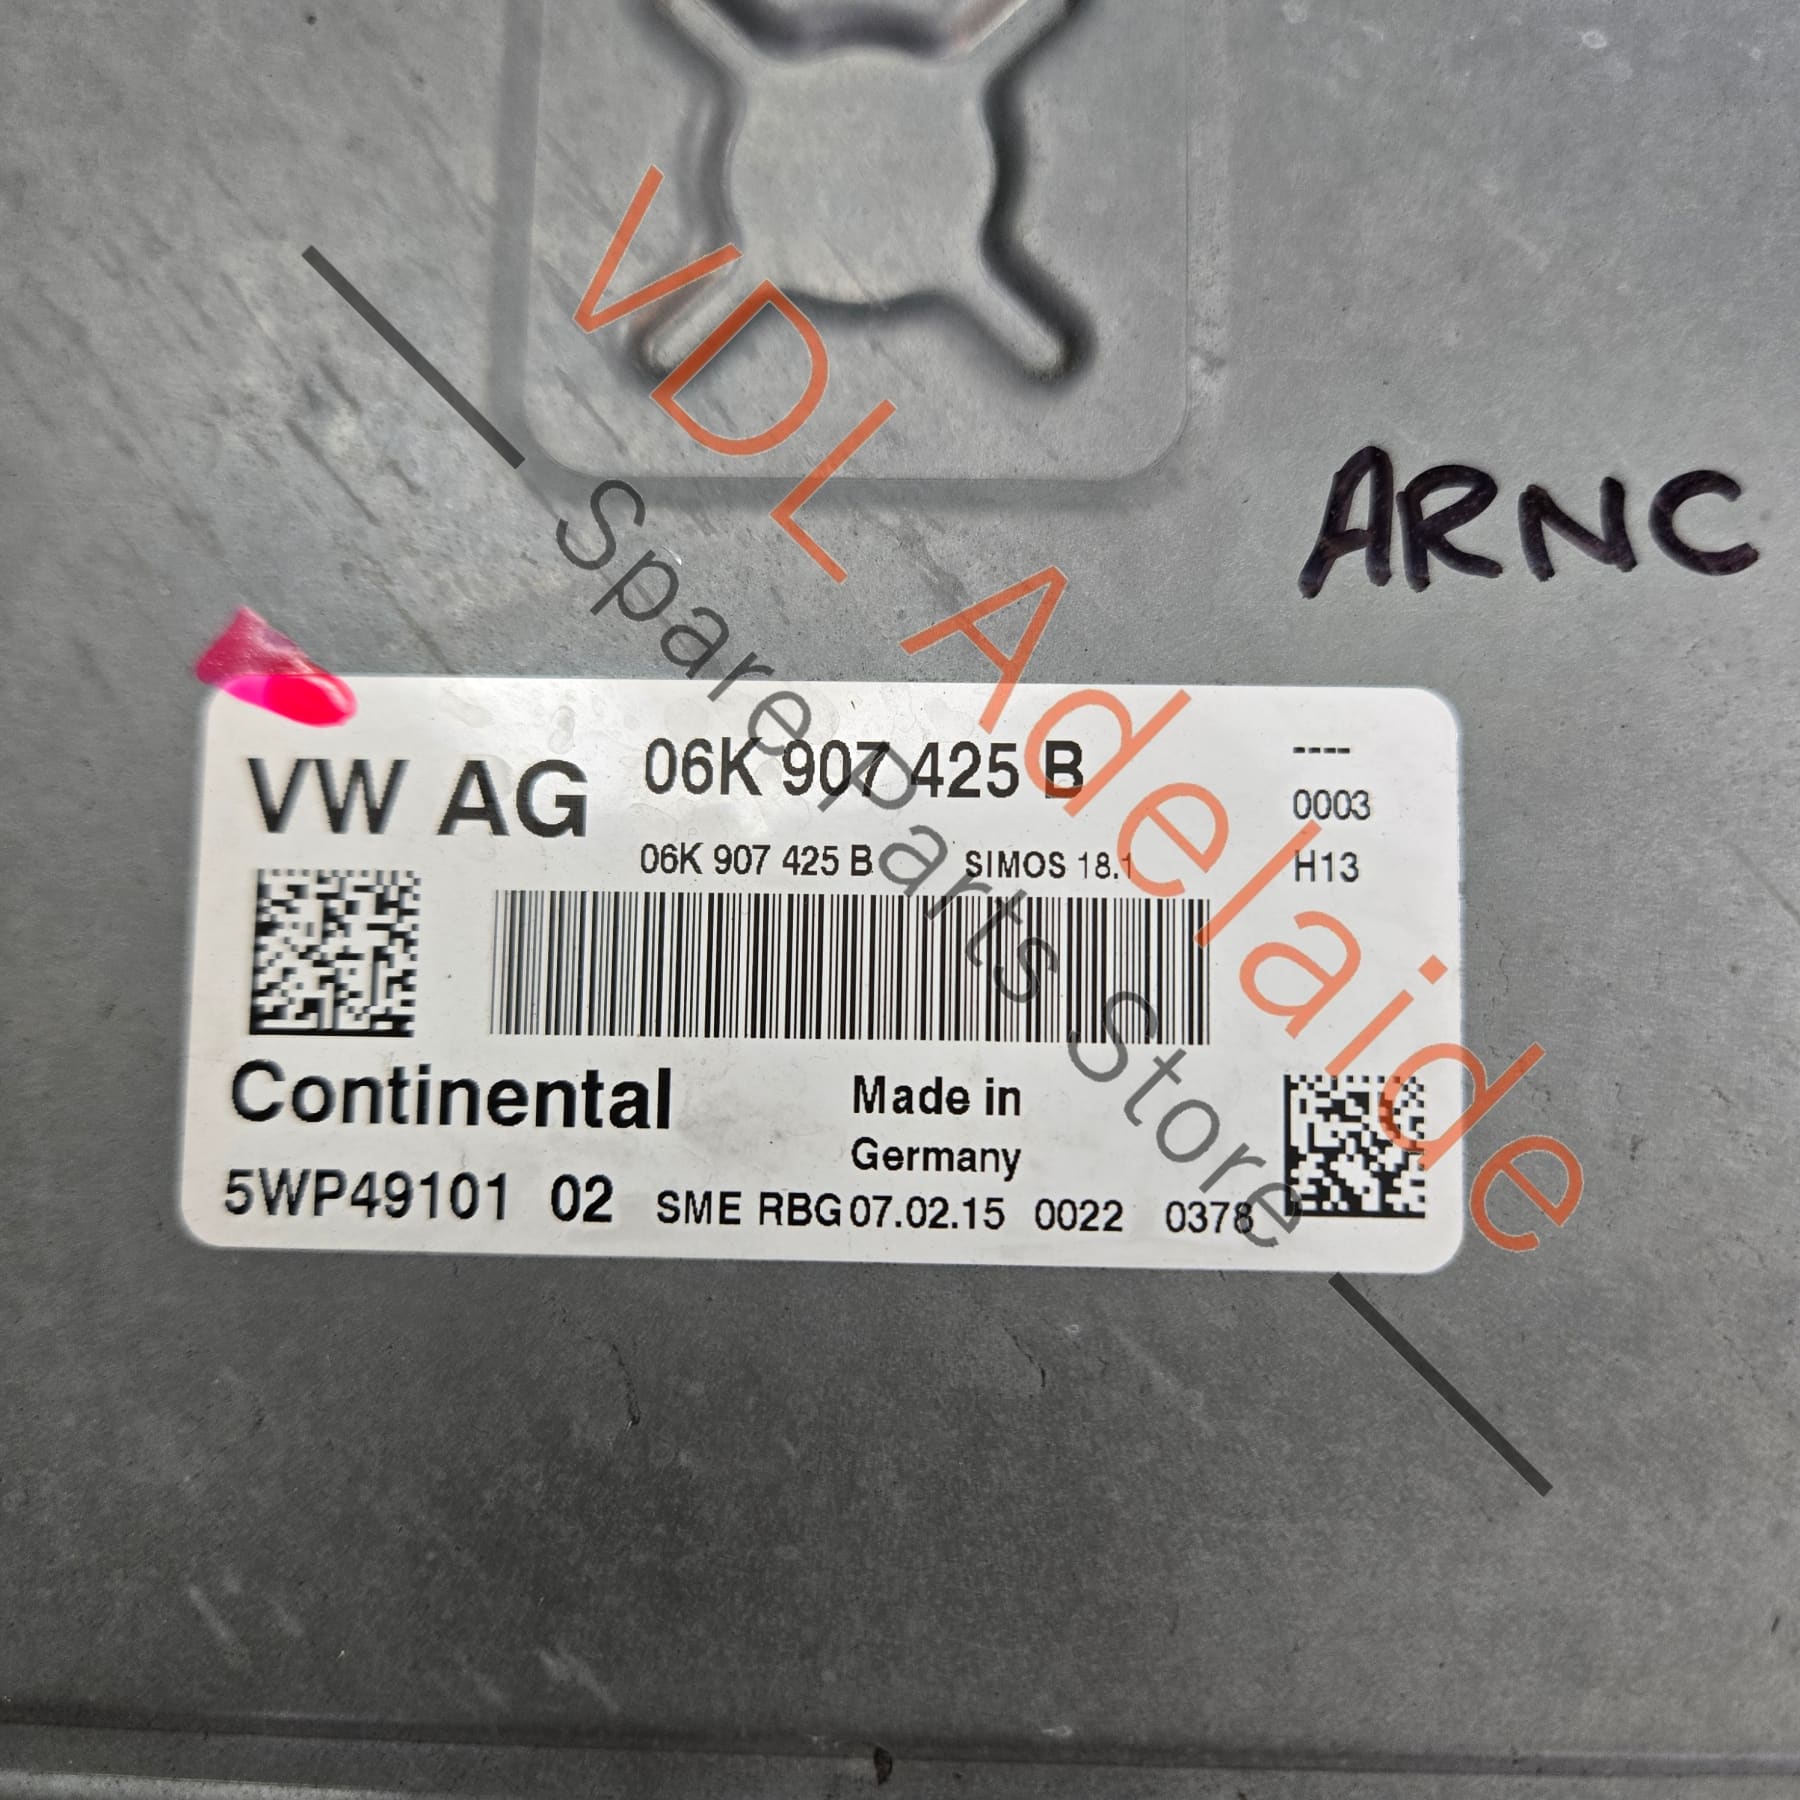 VDL Adelaide
Spare Parts Store
ARNC
VW AG 06K 907 425 B ----
0003
06K 907 425 B SIMOS 18.1 H13
Continental Made in
Germany
5WP49101 02 SME RBG 07.02.15 0022 0378